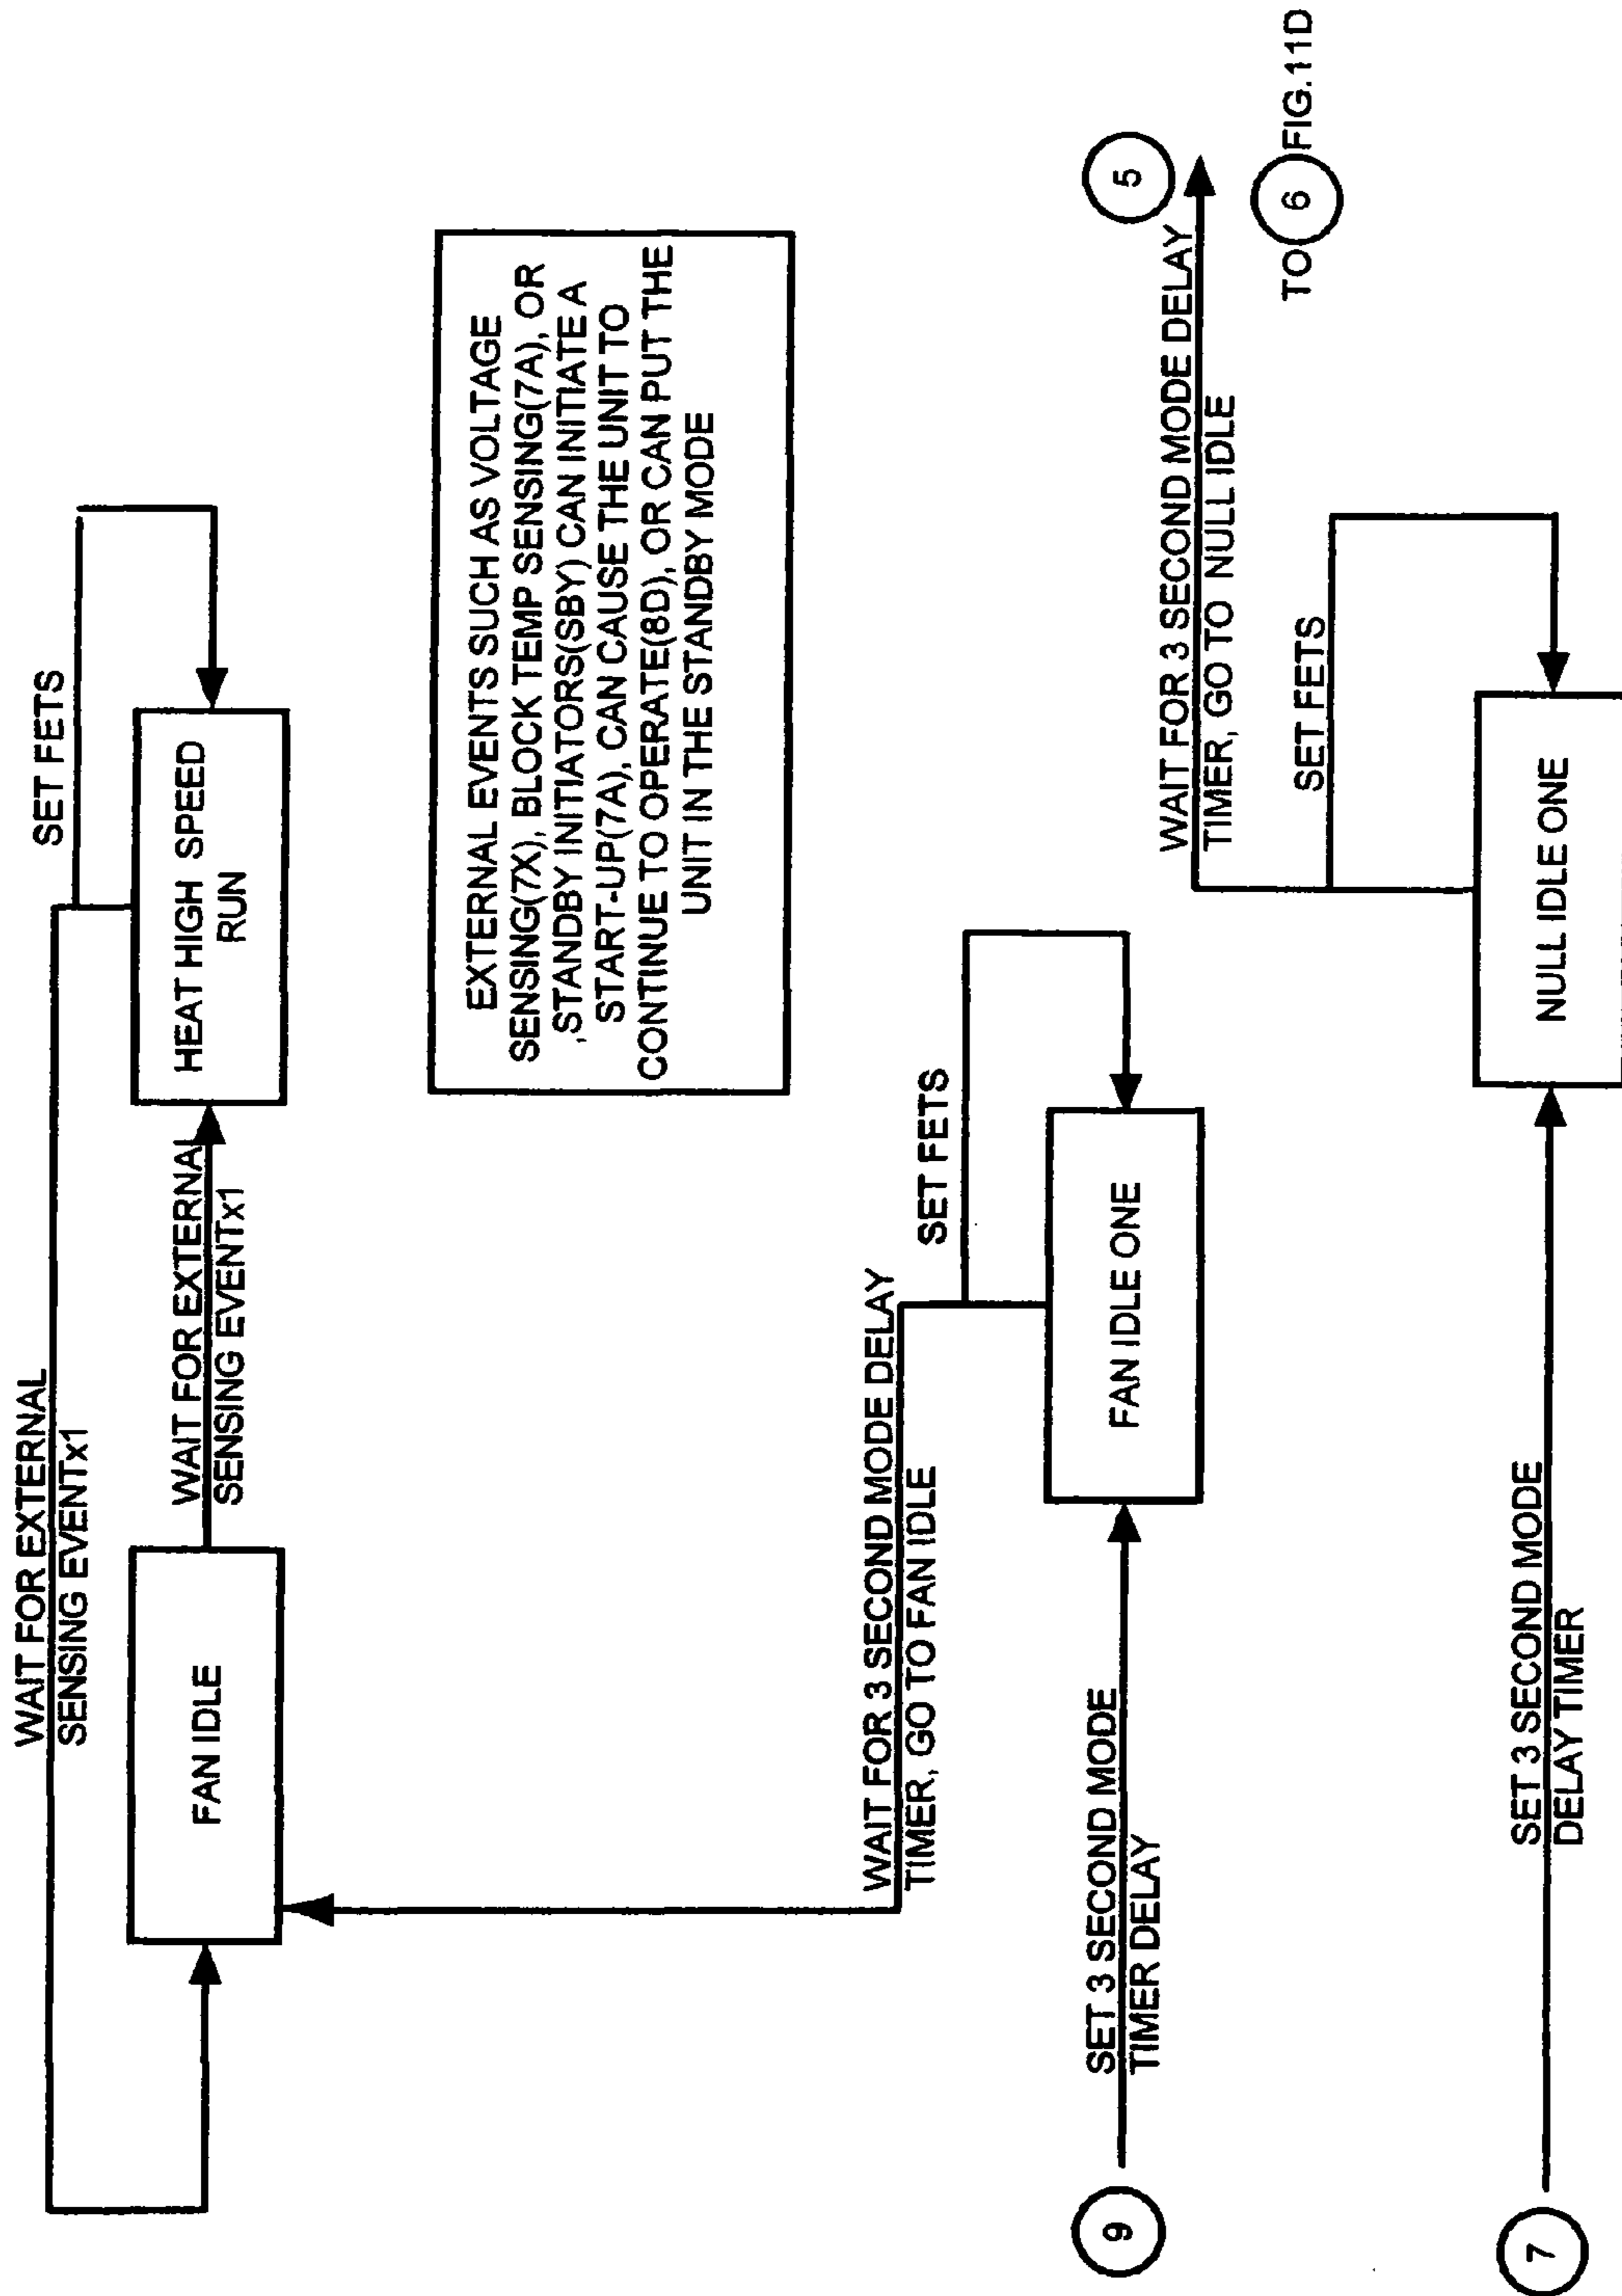 WAIT FOR EXTERNAL
SENSING EVENTx1
SET FETS
FAN IDLE
WAIT FOR EXTERNAL
SENSING EVENTx1
HEAT HIGH SPEED
RUN
EXTERNAL EVENTS SUCH AS VOLTAGE
SENSING(7X), BLOCK TEMP SENSING(7A), OR
,STANDBY INITIATORS(SBY) CAN INITIATE A
START-UP(7A), CAN CAUSE THE UNIT TO
CONTINUE TO OPERATE(8D), OR CAN PUT THE
UNIT IN THE STANDBY MODE
WAIT FOR 3 SECOND MODE DELAY
TIMER, GO TO FAN IDLE
SET FETS
9
SET 3 SECOND MODE
TIMER DELAY
FAN IDLE ONE
5
WAIT FOR 3 SECOND MODE DELAY
TIMER, GO TO NULL IDLE
TO 6 FIG.11D
SET FETS
7
SET 3 SECOND MODE
DELAY TIMER
NULL IDLE ONE